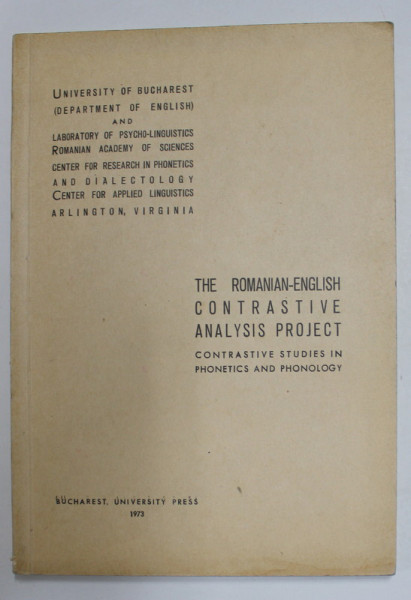 UNIVERSITY OF BUCHAREST
(DEPARTMENT OF ENGLISH)
AND
LABORATORY OF PSYCHO-LINGUISTICS
ROMANIAN ACADEMY OF SCIENCES
CENTER FOR RESEARCH IN PHONETICS
AND DIALECTOLOGY
CENTER FOR APPLIED LINGUISTICS
ARLINGTON, VIRGINIA
THE ROMANIAN-ENGLISH
CONTRASTIVE
ANALYSIS PROJECT
CONTRASTIVE STUDIES IN
PHONETICS AND PHONOLOGY
BUCHAREST, UNIVERSITY PRESS
1973